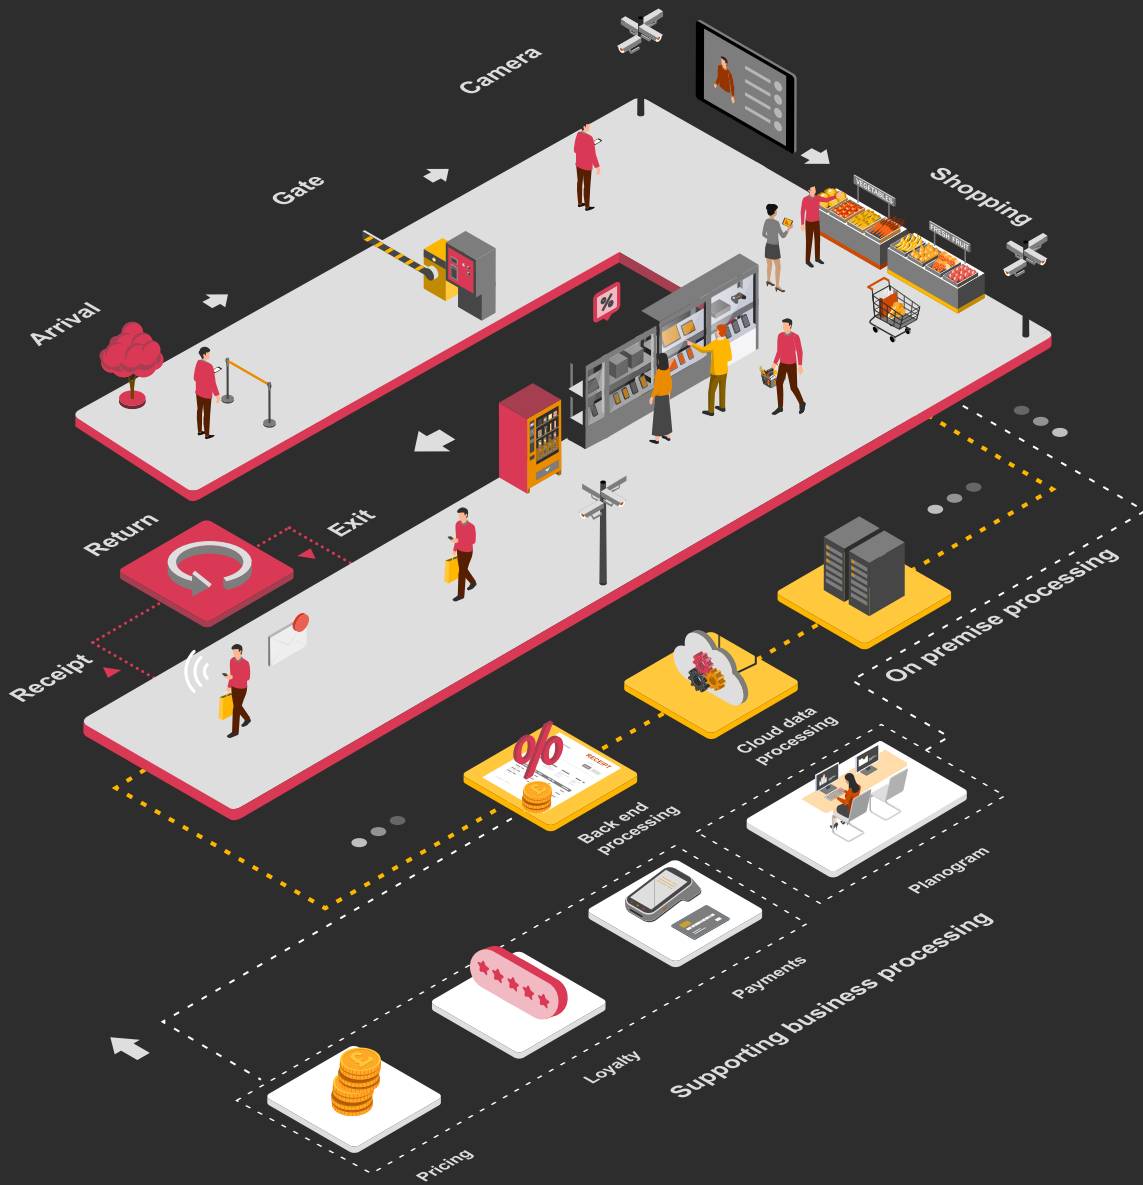 Camera
Gate
Shopping
VEGETABLES
FRESH FRUIT
Arrival
%
Return
Exit
Receipt
On premise processing
Cloud data
processing
%
RECEIPT
Back end
processing
Planogram
Payments
Supporting business processing
Loyalty
£
Pricing